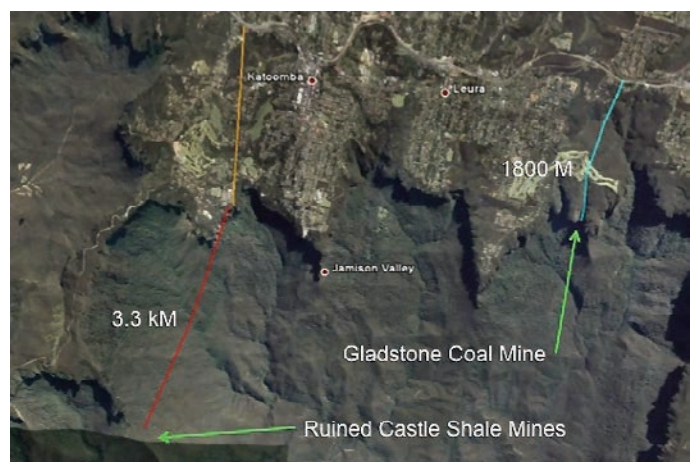 Katoomba
Leura
1800 M
Jamison Valley
3.3 kM
Gladstone Coal Mine
Ruined Castle Shale Mines